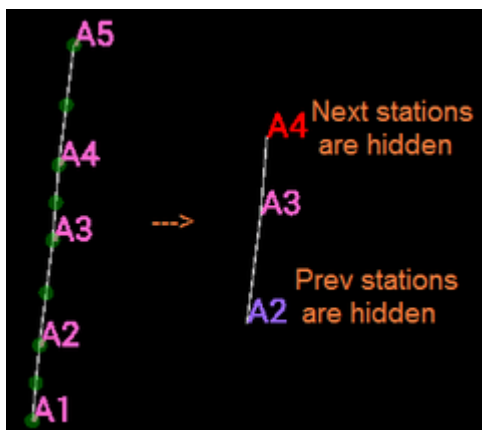 A5
A4
A3
A2
A1
--->
A4
Next stations
are hidden
A3
Prev stations
are hidden
A2